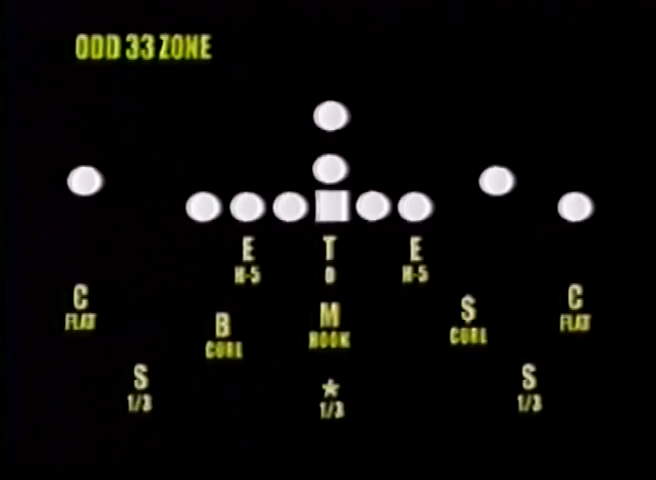 ODD 33 ZONE
E T E
H-5 0 H-5
C $ C
FLAT B M CURL FLAT
CURL HOOK
S * S
1/3 1/3 1/3